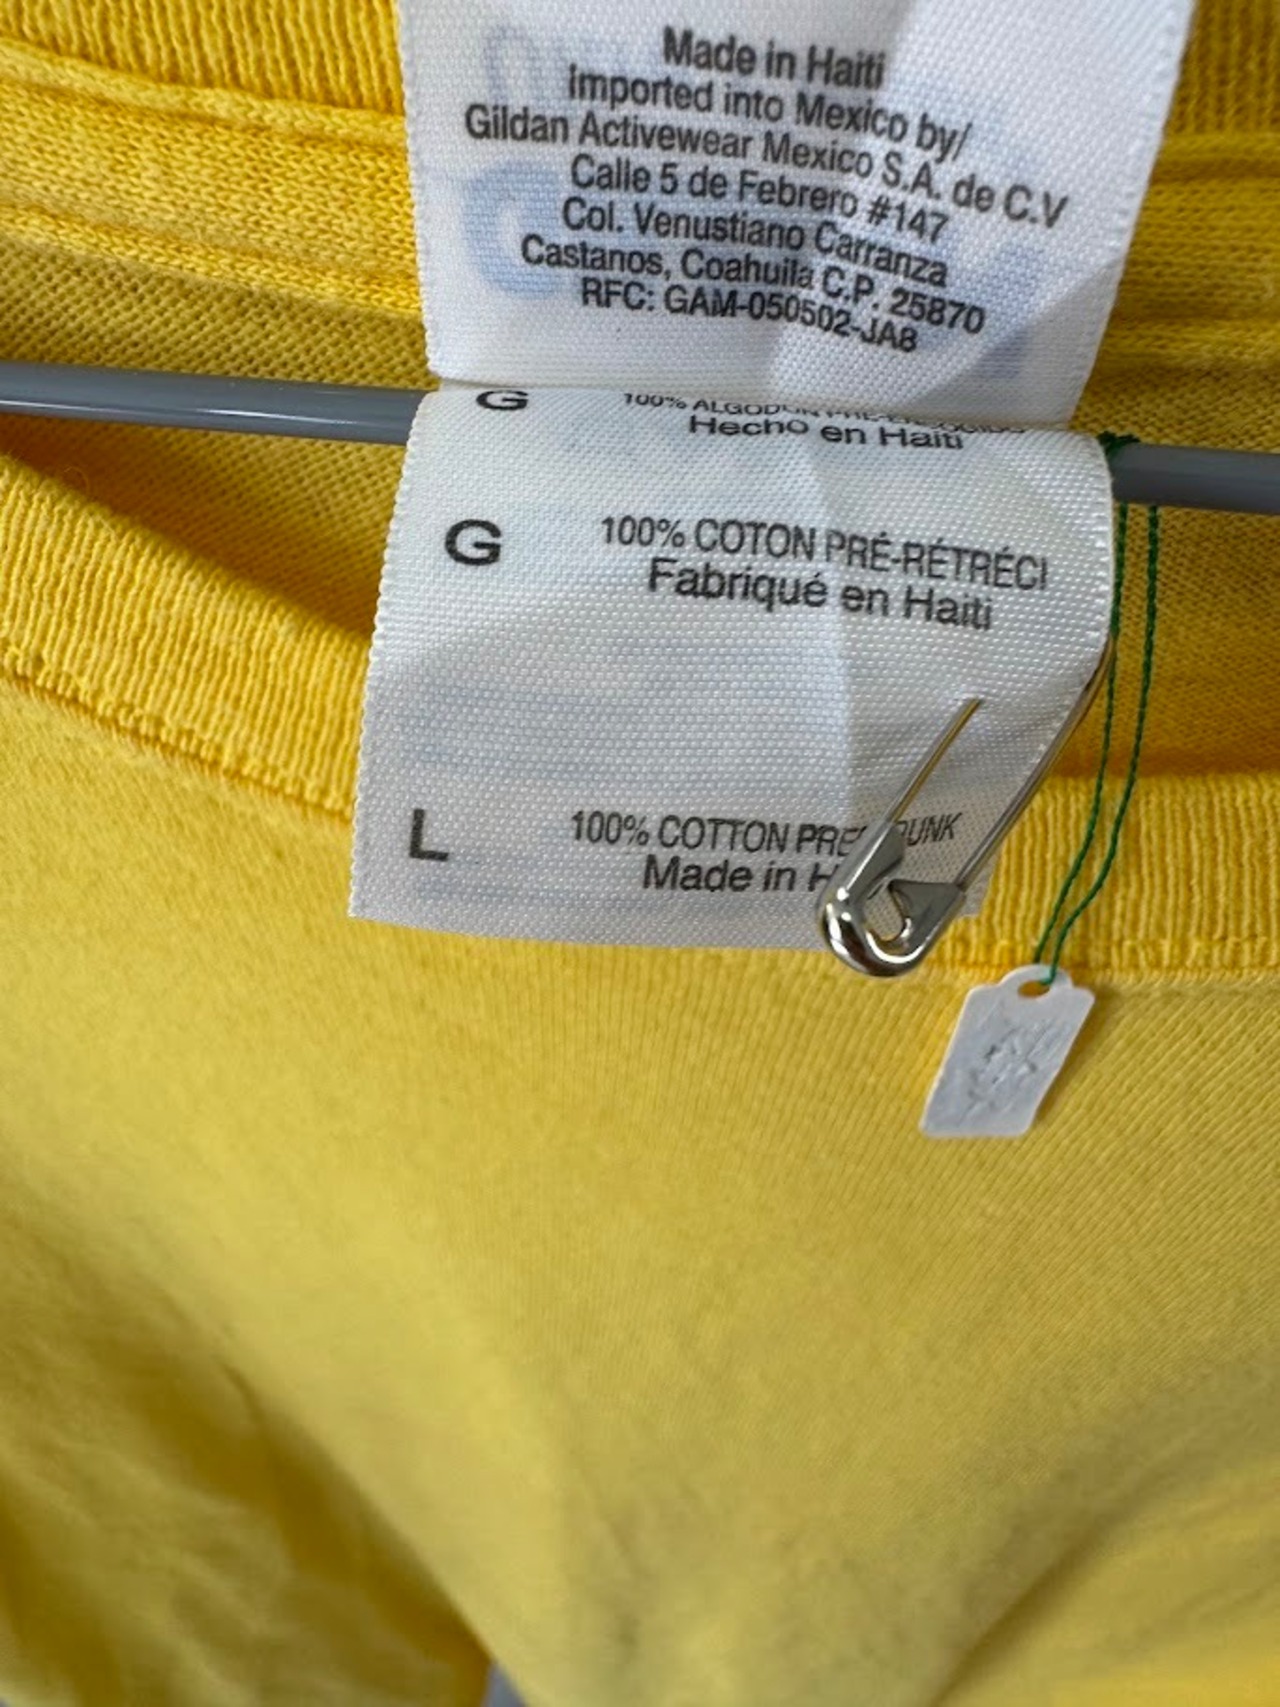 Made in Haiti
imported into Mexico by/
Gildan Activewear Mexico S.A. de C.V
Calle 5 de Febrero #147
Col. Venustiano Carranza
Castanos, Coahuila C.P. 25870
RFC: GAM-050502-JA8
G 100% ALGODON
Hecho en Haiti
G 100% COTON PRÉ-RÉTRÉCI
Fabriqué en Haiti
L 100% COTTON
Made in